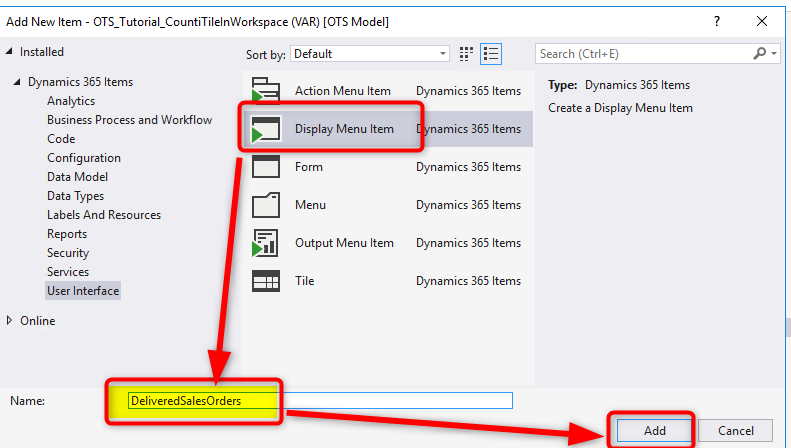 Add New Item - OTS_Tutorial_CountiTileInWorkspace (VAR) [OTS Model]
Installed
Dynamics 365 Items
Analytics
Business Process and Workflow
Code
Configuration
Data Model
Data Types
Labels And Resources
Reports
Security
Services
User Interface
Online
Sort by: Default
Action Menu Item Dynamics 365 Items
Display Menu Item Dynamics 365 Items
Form Dynamics 365 Items
Menu Dynamics 365 Items
Output Menu Item Dynamics 365 Items
Tile Dynamics 365 Items
Search (Ctrl+E)
Type: Dynamics 365 Items
Create a Display Menu Item
Name: DeliveredSalesOrders
Add Cancel